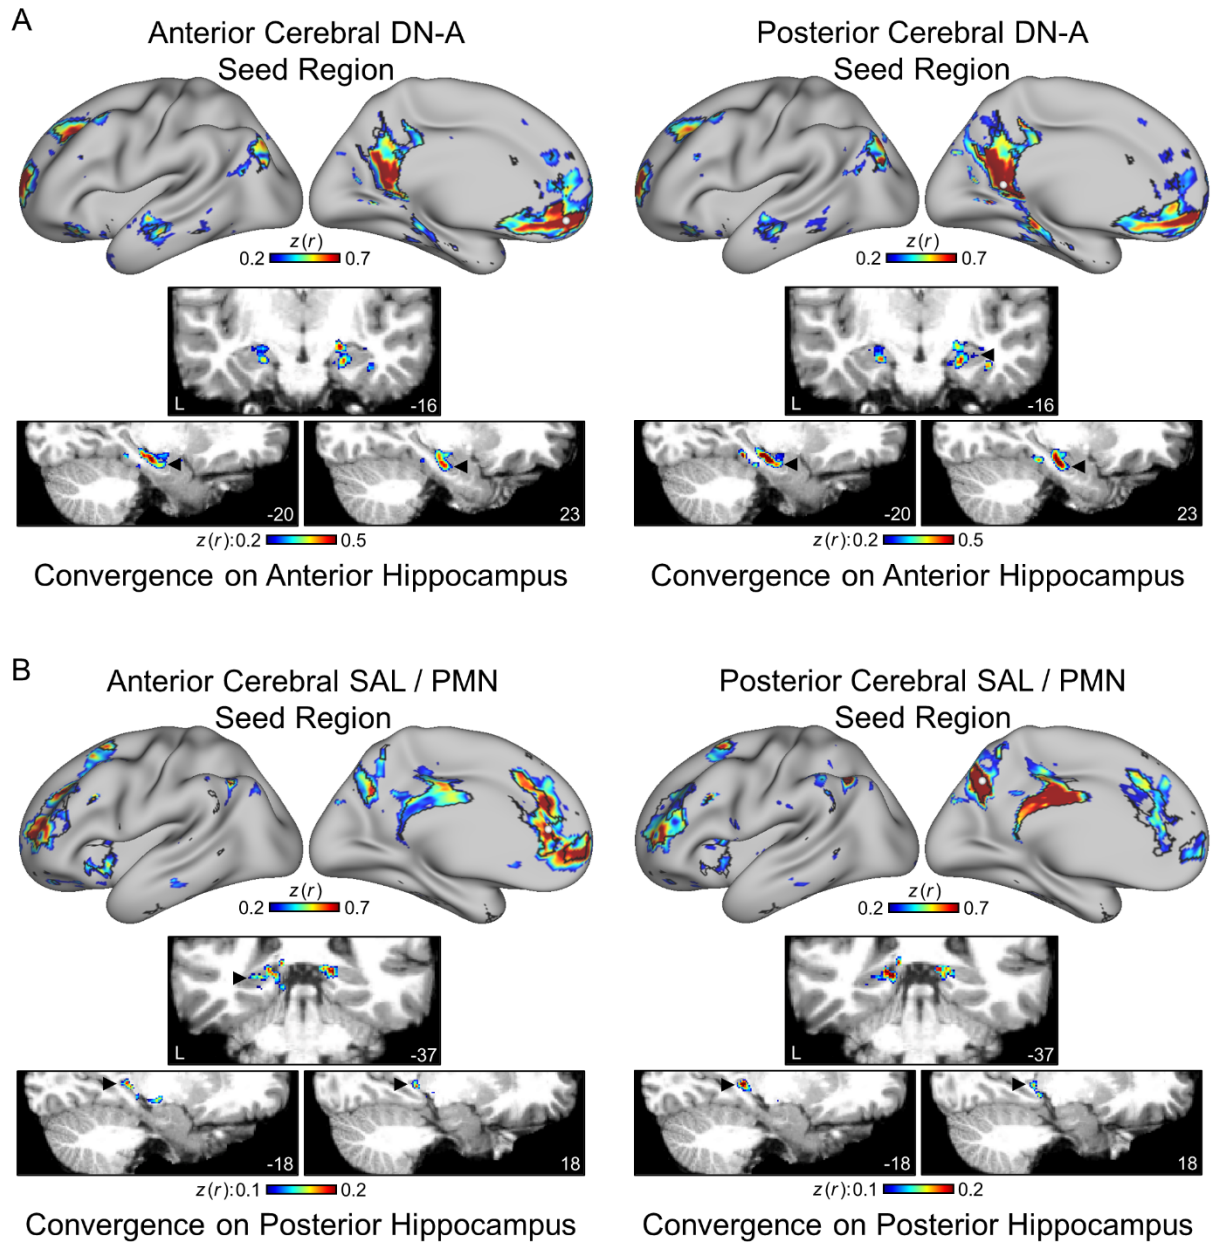 A
Anterior Cerebral DN-A
Seed Region
Posterior Cerebral DN-A
Seed Region
z(r)
0.2 0.7
z(r)
0.2 0.7
L -16
L -16
-20 23
-20 23
z(r):0.2 0.5
z(r):0.2 0.5
Convergence on Anterior Hippocampus
Convergence on Anterior Hippocampus
B
Anterior Cerebral SAL / PMN
Seed Region
Posterior Cerebral SAL / PMN
Seed Region
z(r)
0.2 0.7
z(r)
0.2 0.7
L -37
L -37
-18 18
-18 18
z(r):0.1 0.2
z(r):0.1 0.2
Convergence on Posterior Hippocampus
Convergence on Posterior Hippocampus